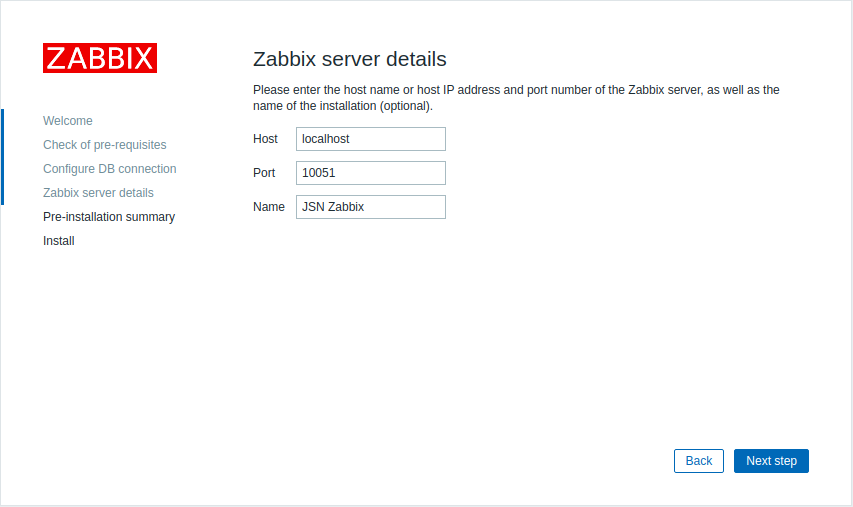 ZABBIX
Welcome
Check of pre-requisites
Configure DB connection
Zabbix server details
Pre-installation summary
Install
Zabbix server details
Please enter the host name or host IP address and port number of the Zabbix server, as well as the
name of the installation (optional).
Host localhost
Port 10051
Name JSN Zabbix
Back Next step